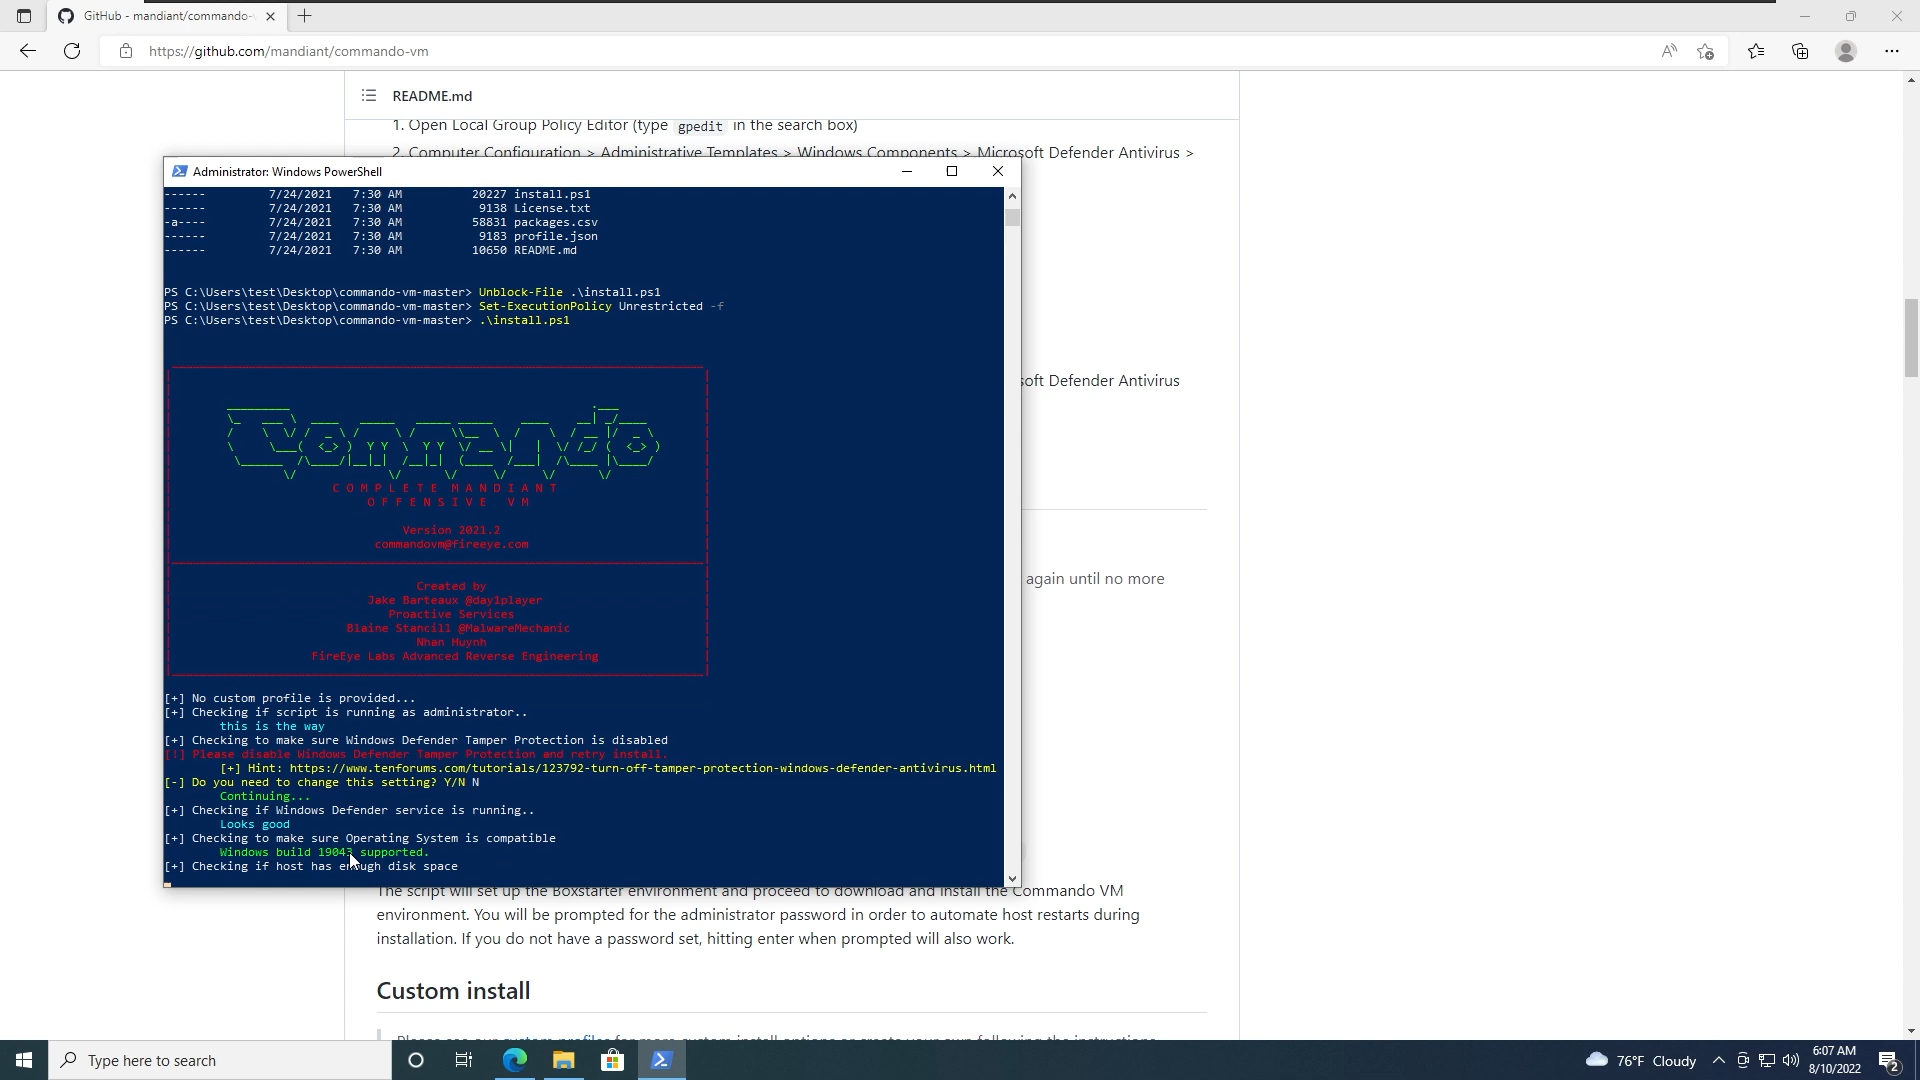 GitHub - mandiant/commando-
https://github.com/mandiant/commando-vm
README.md
1. Open Local Group Policy Editor (type gpedit in the search box)
2. Computer Configuration > Administrative Templates > Windows Components > Microsoft Defender Antivirus >
Administrator: Windows PowerShell
------ 7/24/2021 7:30 AM 20227 install.ps1
------ 7/24/2021 7:30 AM 9138 License.txt
-a---- 7/24/2021 7:30 AM 58831 packages.csv
------ 7/24/2021 7:30 AM 9183 profile.json
------ 7/24/2021 7:30 AM 10650 README.md
PS C:\Users\test\Desktop\commando-vm-master> Unblock-File .\install.ps1
PS C:\Users\test\Desktop\commando-vm-master> Set-ExecutionPolicy Unrestricted -f
PS C:\Users\test\Desktop\commando-vm-master> .\install.ps1
soft Defender Antivirus
Commando
C O M P L E T E  M A N D I A N T
O F F E N S I V E  V M
Version 2021.2
commandovm@fireeye.com
again until no more
Created by
Jake Barteaux @day1player
Proactive Services
Blaine Stancill @MalwareMechanic
Nhan Huynh
FireEye Labs Advanced Reverse Engineering
[+] No custom profile is provided...
[+] Checking if script is running as administrator..
this is the way
[+] Checking to make sure Windows Defender Tamper Protection is disabled
[!] Please disable Windows Defender Tamper Protection and retry install.
[+] Hint: https://www.tenforums.com/tutorials/123792-turn-off-tamper-protection-windows-defender-antivirus.html
[-] Do you need to change this setting? Y/N N
Continuing...
[+] Checking if Windows Defender service is running..
Looks good
[+] Checking to make sure Operating System is compatible
Windows build 19043 supported.
[+] Checking if host has enough disk space
The script will set up the Boxstarter environment and proceed to download and install the Commando VM
environment. You will be prompted for the administrator password in order to automate host restarts during
installation. If you do not have a password set, hitting enter when prompted will also work.
Custom install
Type here to search
76°F Cloudy
6:07 AM
8/10/2022
2